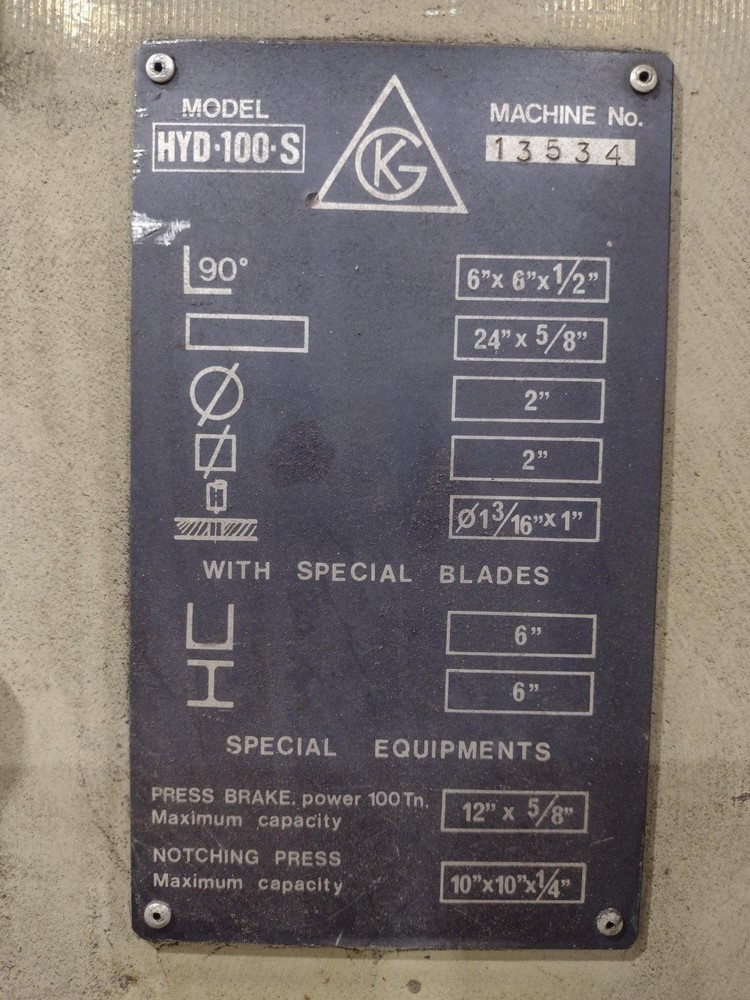 MODEL
HYD·100·S
KG
MACHINE No.
13534
90°
6”x 6”x 1/2”
24” x 5/8”
2”
2”
H
Ø1 3/16”x 1”
WITH SPECIAL BLADES
6”
6”
SPECIAL EQUIPMENTS
PRESS BRAKE. power 100 Tn.
Maximum capacity
12” x 5/8”
NOTCHING PRESS
Maximum capacity
10”x10”x1/4”